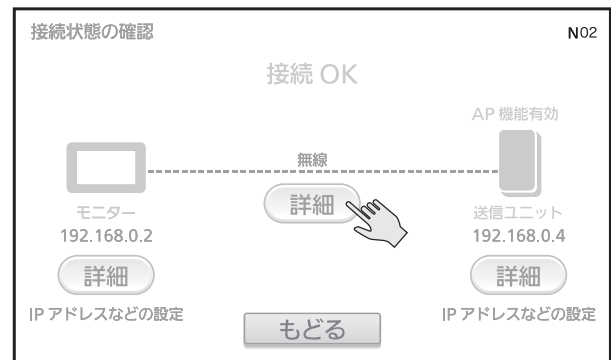 接続状態の確認
N02
接続 OK
AP 機能有効
無線
詳細
モニター
192.168.0.2
詳細
IP アドレスなどの設定
送信ユニット
192.168.0.4
詳細
IP アドレスなどの設定
もどる